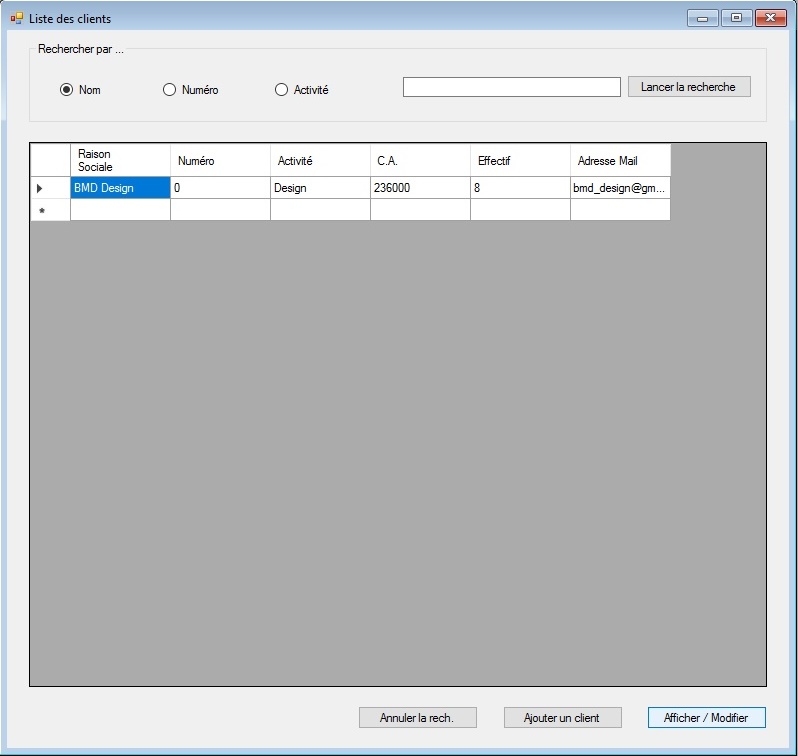 Liste des clients
Rechercher par ...
Nom Numéro Activité Lancer la recherche
Raison Sociale Numéro Activité C.A. Effectif Adresse Mail
BMD Design 0 Design 236000 8 bmd_design@gm...
*
Annuler la rech. Ajouter un client Afficher / Modifier